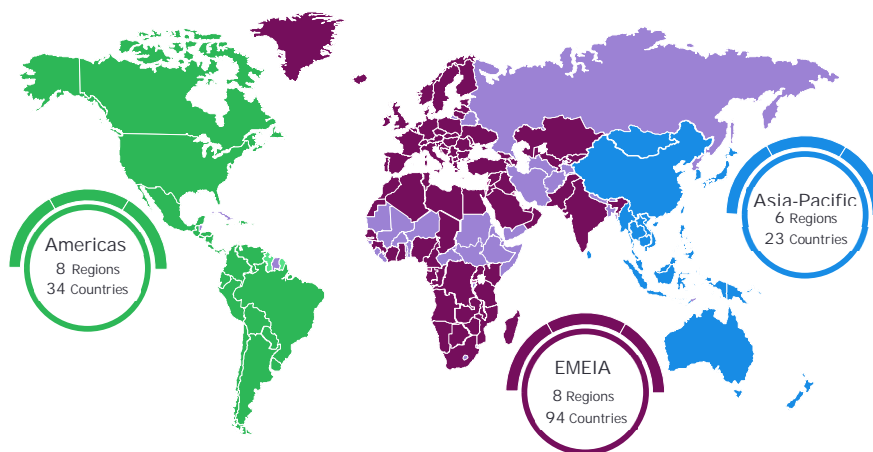 Americas
8 Regions
34 Countries
Asia-Pacific
6 Regions
23 Countries
EMEIA
8 Regions
94 Countries